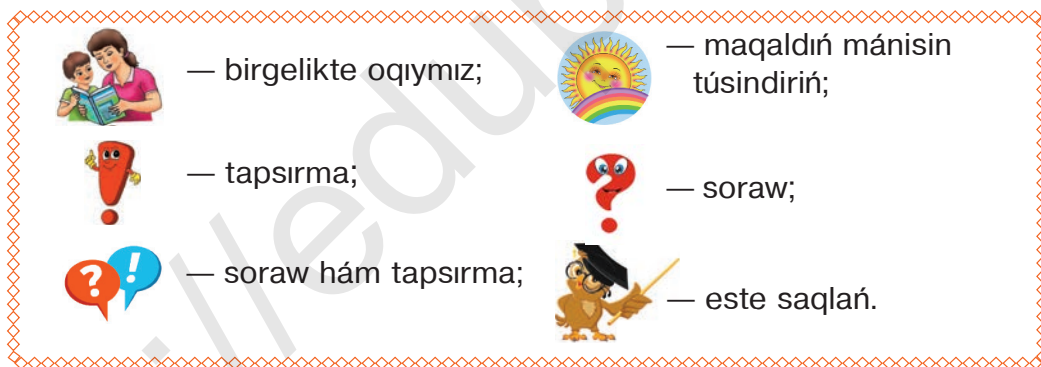 — birgelikte oqıymız;
— tapsırma;
— soraw hám tapsırma;
— maqaldıń mánisin
túsindiriń;
— soraw;
— este saqlań.